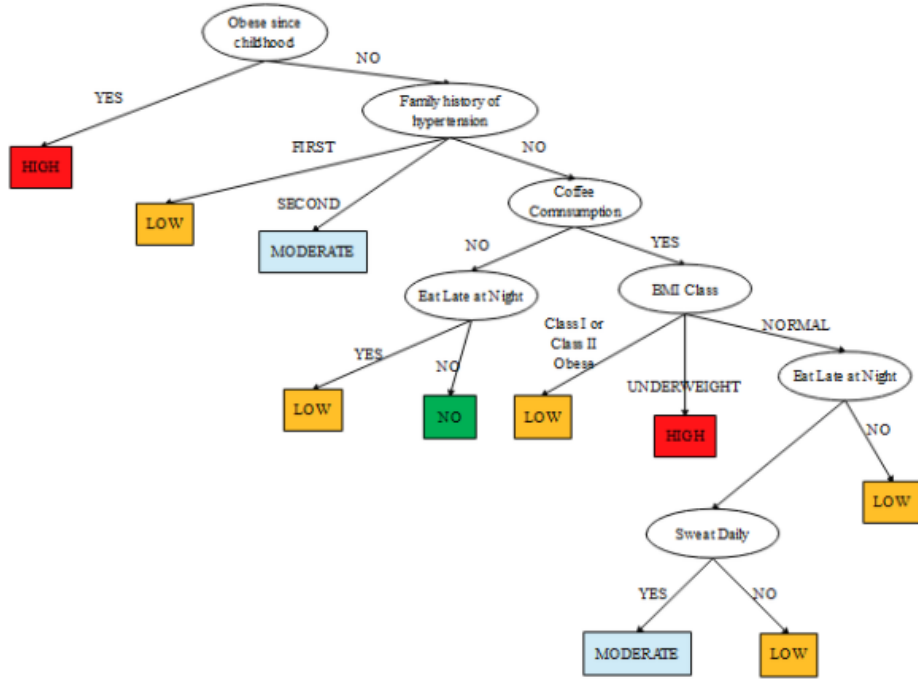 Obese since
childhood
NO
YES
Family history of
hypertension
HIGH
FIRST
NO
SECOND
LOW
Coffee
Comnsumption
MODERATE
NO
YES
Eat Late at Night
BMI Class
Class I or
Class II
Obese
NORMAL
YES
NO
UNDERWEIGHT
Eat Late at Night
LOW
NO
LOW
HIGH
NO
LOW
Sweat Daily
YES
NO
MODERATE
LOW